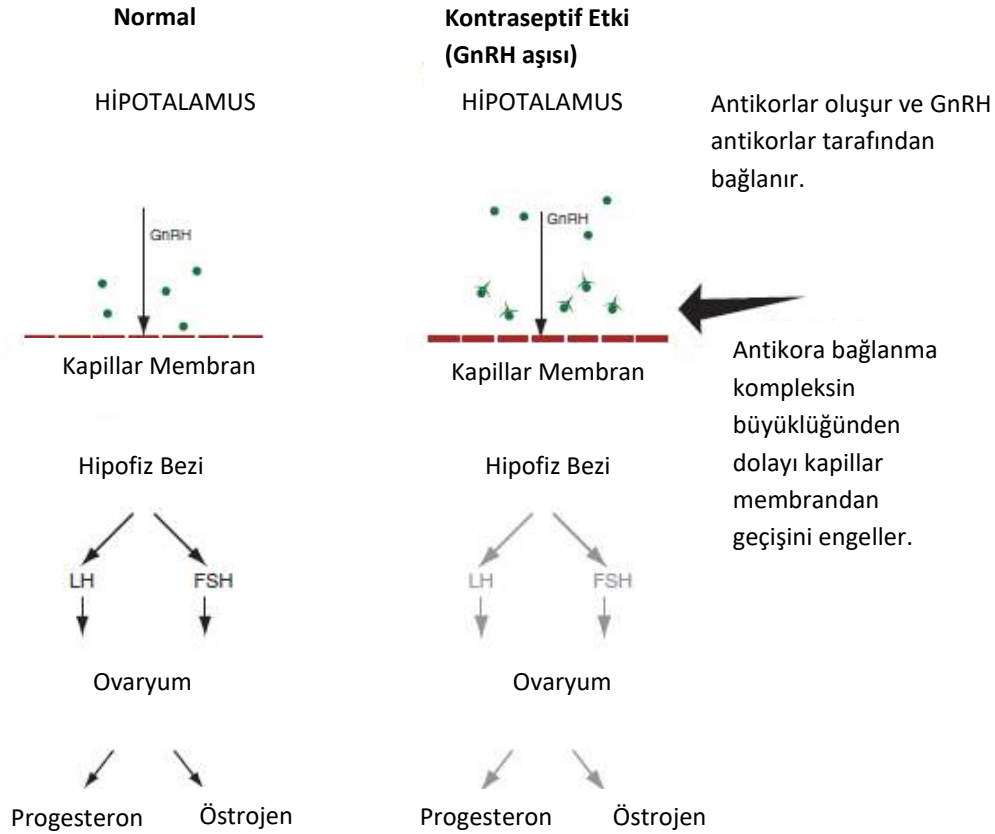 Normal
HİPOTALAMUS
GnRH
Kapillar Membran
Hipofiz Bezi
LH
FSH
Ovaryum
Progesteron
Östrojen
Kontraseptif Etki
(GnRH aşısı)
HİPOTALAMUS
GnRH
Kapillar Membran
Hipofiz Bezi
LH
FSH
Ovaryum
Progesteron
Östrojen
Antikorlar oluşur ve GnRH
antikorlar tarafından
bağlanır.
Antikora bağlanma
kompleksin
büyüklüğünden
dolayı kapillar
membrandan
geçişini engeller.